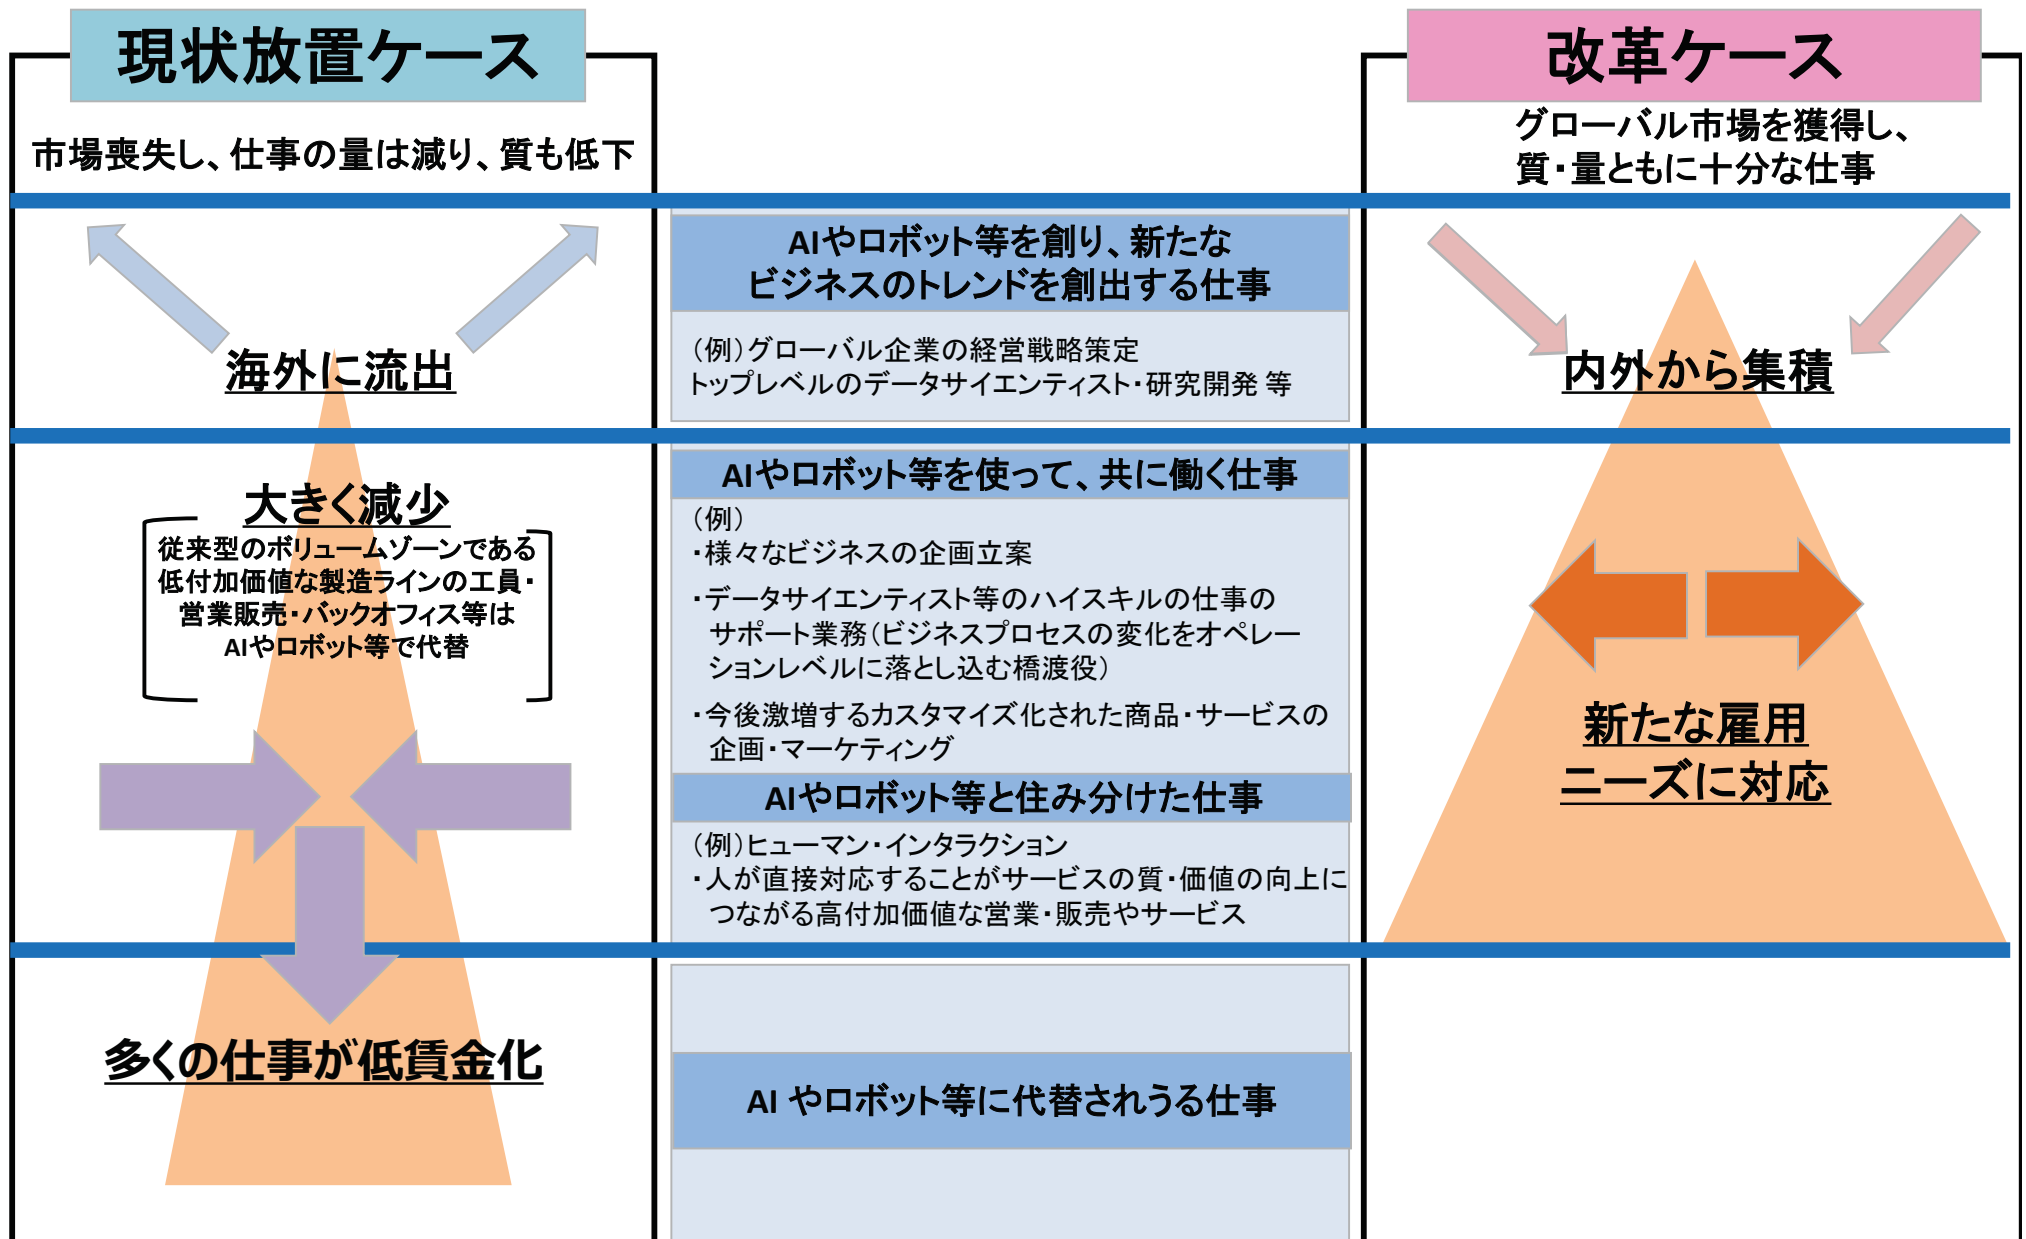 現状放置ケース
市場喪失し、仕事の量は減り、質も低下
海外に流出
大きく減少
従来型のボリュームゾーンである
低付加価値な製造ラインの工員・
営業販売・バックオフィス等は
AIやロボット等で代替
多くの仕事が低賃金化
AIやロボット等を創り、新たな
ビジネスのトレンドを創出する仕事
（例）グローバル企業の経営戦略策定
トップレベルのデータサイエンティスト・研究開発 等
AIやロボット等を使って、共に働く仕事
（例）
・様々なビジネスの企画立案
・データサイエンティスト等のハイスキルの仕事の
サポート業務（ビジネスプロセスの変化をオペレー
ションレベルに落とし込む橋渡役）
・今後激増するカスタマイズ化された商品・サービスの
企画・マーケティング
AIやロボット等と住み分けた仕事
（例）ヒューマン・インタラクション
・人が直接対応することがサービスの質・価値の向上に
つながる高付加価値な営業・販売やサービス
AI やロボット等に代替されうる仕事
改革ケース
グローバル市場を獲得し、
質・量ともに十分な仕事
内外から集積
新たな雇用
ニーズに対応